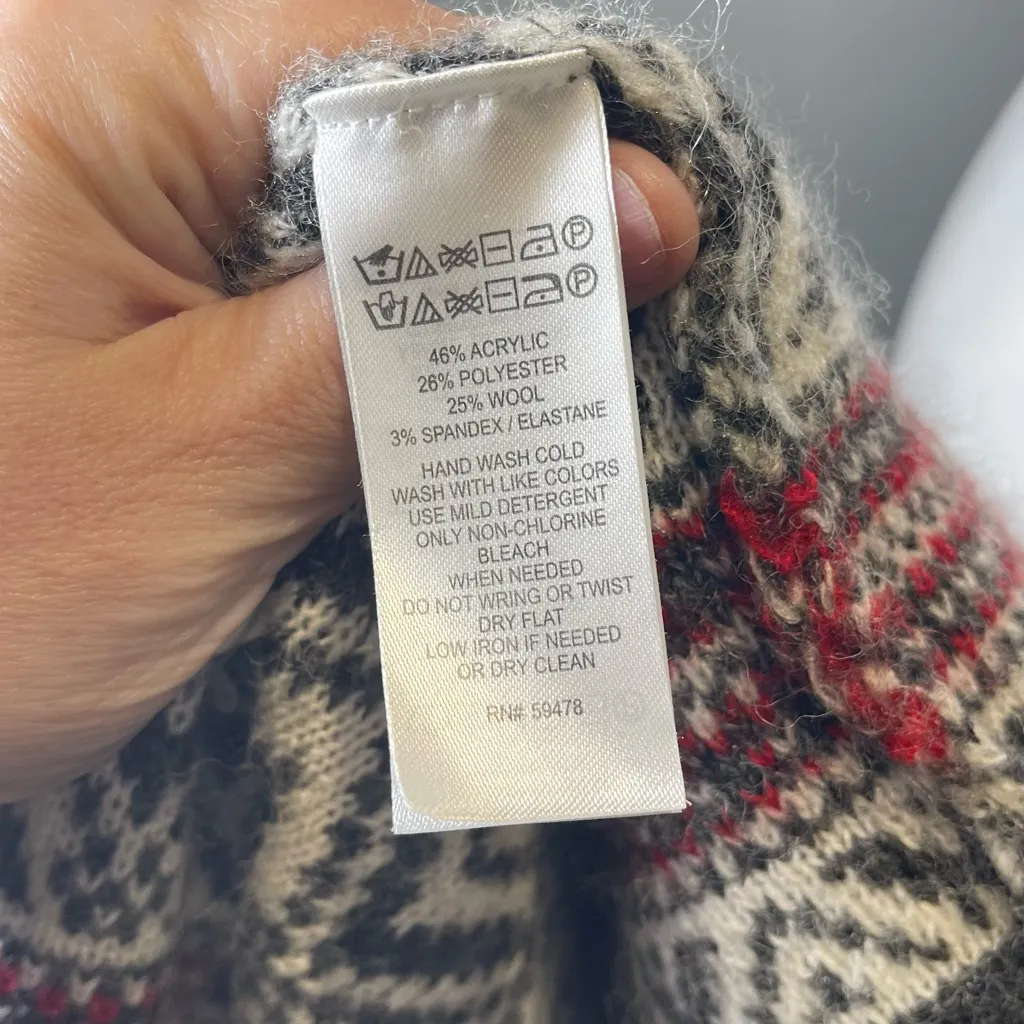 P
P
46% ACRYLIC
26% POLYESTER
25% WOOL
3% SPANDEX / ELASTANE
HAND WASH COLD
WASH WITH LIKE COLORS
USE MILD DETERGENT
ONLY NON-CHLORINE
BLEACH
WHEN NEEDED
DO NOT WRING OR TWIST
DRY FLAT
LOW IRON IF NEEDED
OR DRY CLEAN
RN# 59478